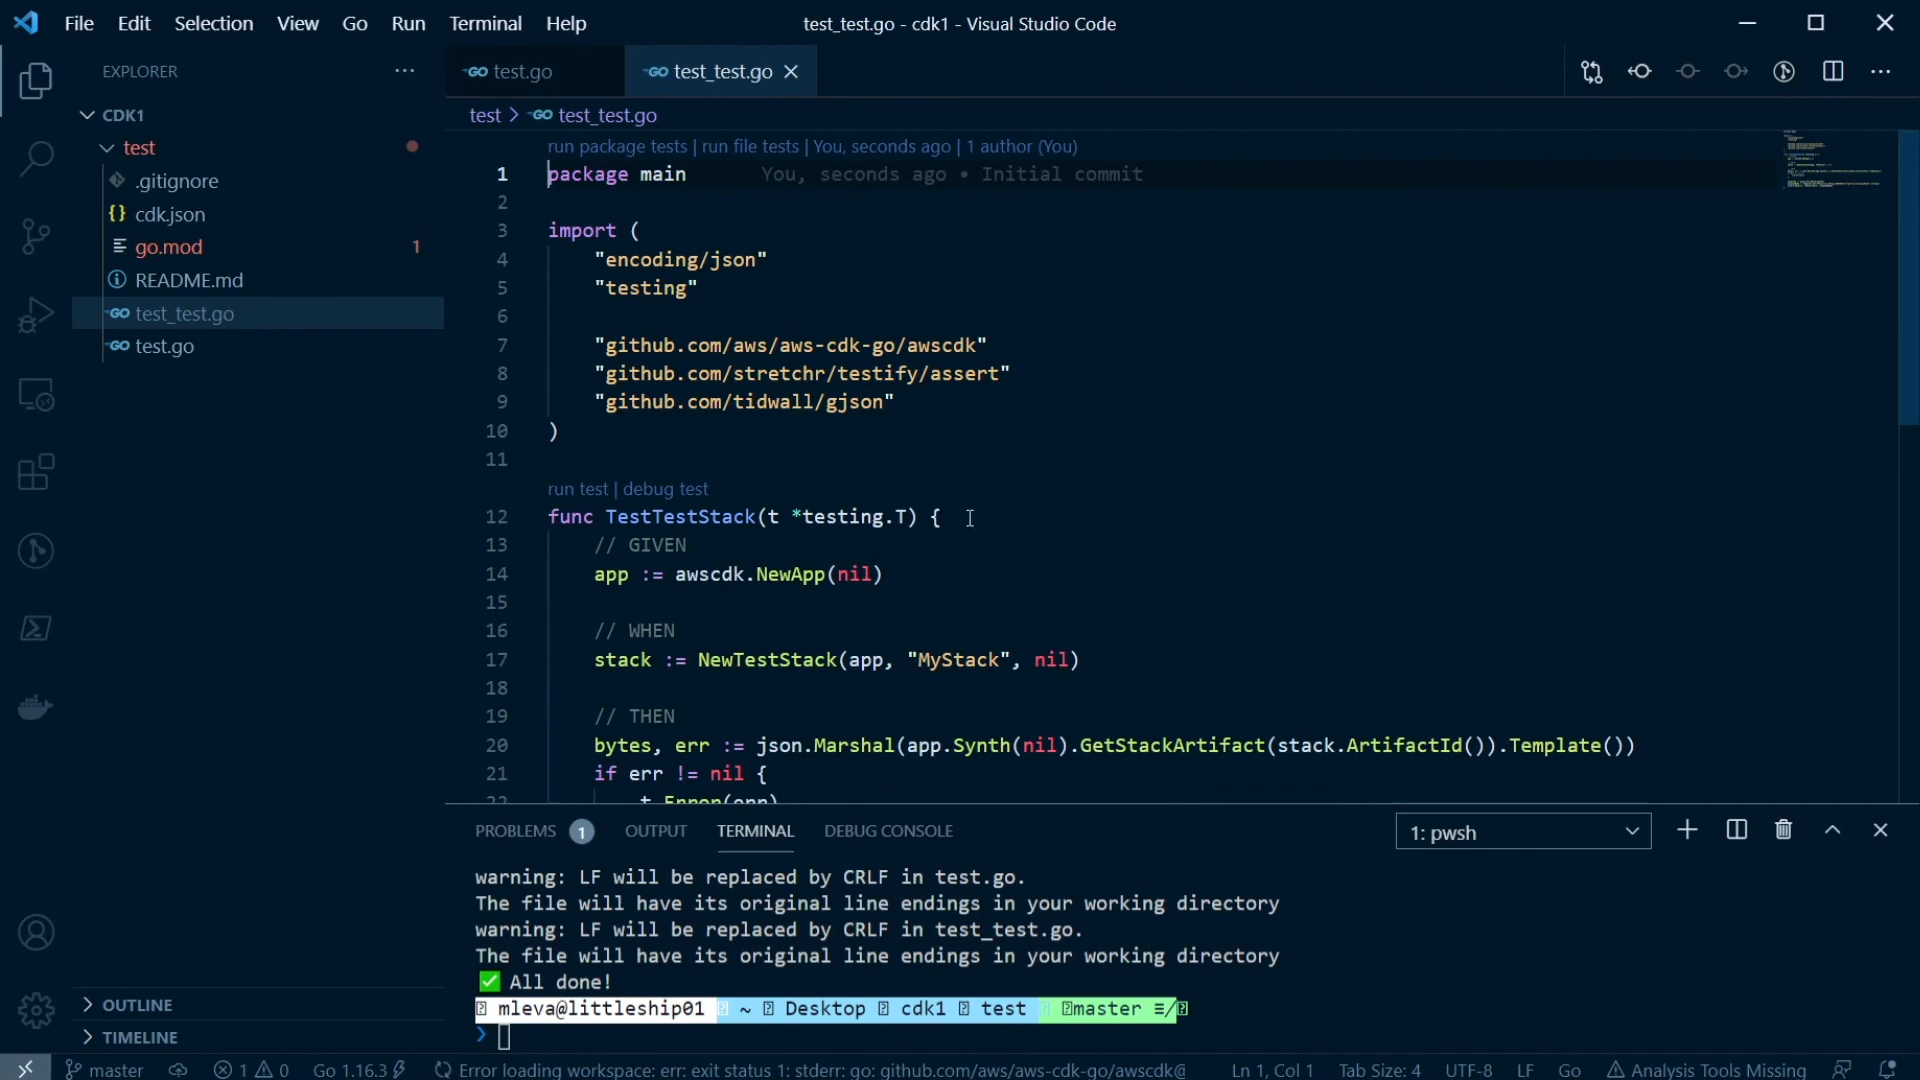 File Edit Selection View Go Run Terminal Help
test_test.go - cdk1 - Visual Studio Code
EXPLORER
CDK1
test
.gitignore
{} cdk.json
go.mod 1
README.md
GO test_test.go
GO test.go
OUTLINE
TIMELINE
GO test.go
GO test_test.go
test > GO test_test.go
run package tests | run file tests | You, seconds ago | 1 author (You)
1 package main You, seconds ago • Initial commit
2
3 import (
4 "encoding/json"
5 "testing"
6
7 "github.com/aws/aws-cdk-go/awscdk"
8 "github.com/stretchr/testify/assert"
9 "github.com/tidwall/gjson"
10 )
11
run test | debug test
12 func TestTestStack(t *testing.T) {
13 // GIVEN
14 app := awscdk.NewApp(nil)
15
16 // WHEN
17 stack := NewTestStack(app, "MyStack", nil)
18
19 // THEN
20 bytes, err := json.Marshal(app.Synth(nil).GetStackArtifact(stack.ArtifactId()).Template())
21 if err != nil {
22 t.Error(err)
PROBLEMS 1 OUTPUT TERMINAL DEBUG CONSOLE
1: pwsh
warning: LF will be replaced by CRLF in test.go.
The file will have its original line endings in your working directory
warning: LF will be replaced by CRLF in test_test.go.
The file will have its original line endings in your working directory
✅ All done!
mleva@littleship01 ~ Desktop cdk1 test master ≡/
❯
master 1 0 Go 1.16.3 Error loading workspace: err: exit status 1: stderr: go: github.com/aws/aws-cdk-go/awscdk@ Ln 1, Col 1 Tab Size: 4 UTF-8 LF Go Analysis Tools Missing